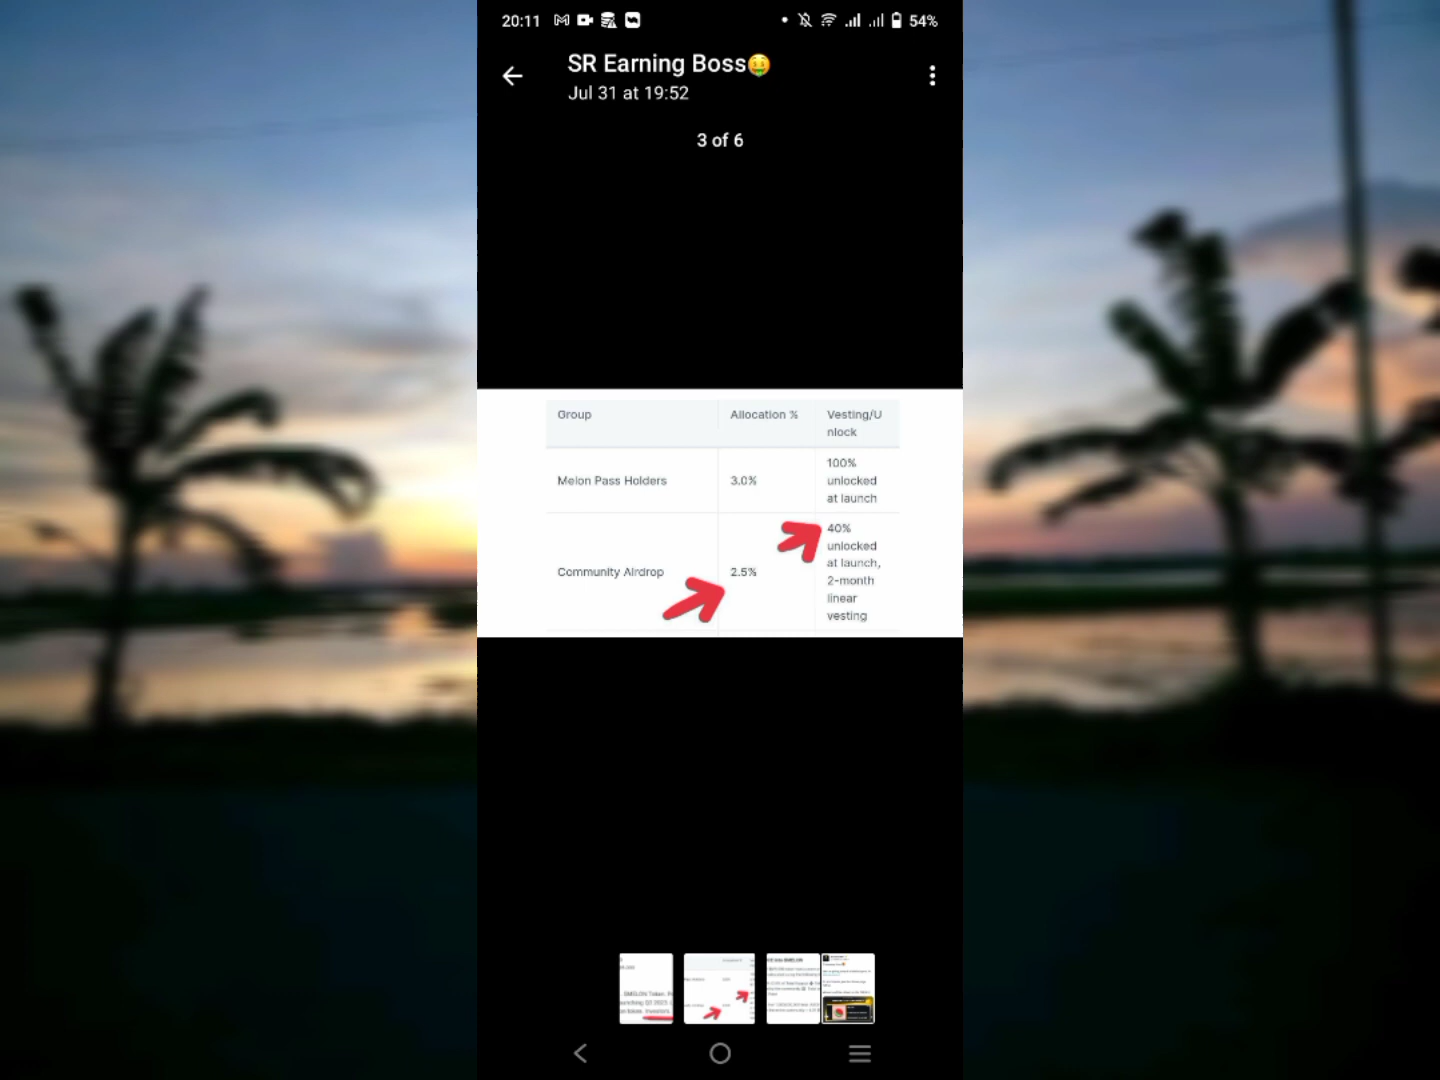 20:11
54%
SR Earning Boss🤑
Jul 31 at 19:52
3 of 6
Group Allocation % Vesting/U
nlock
Melon Pass Holders 3.0% 100%
unlocked
at launch
Community Airdrop 2.5% 40%
unlocked
at launch,
2-month
linear
vesting